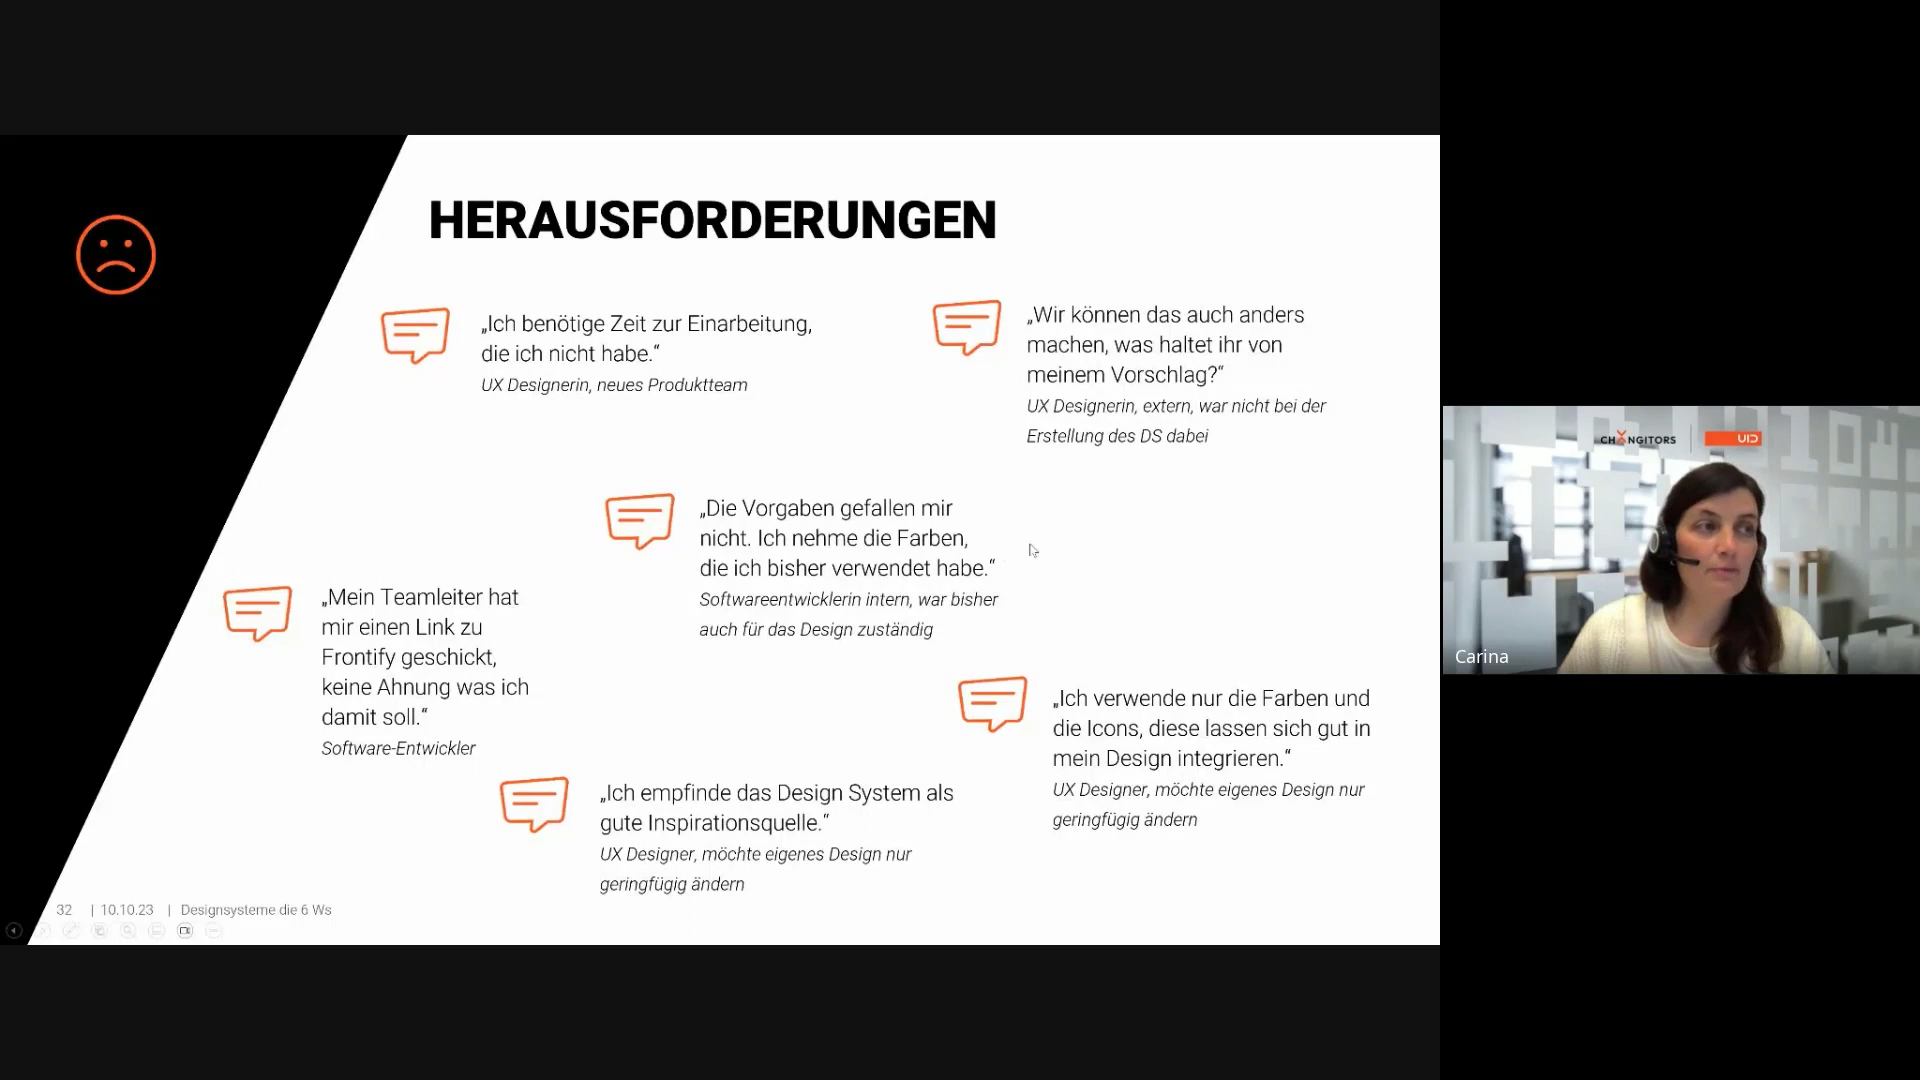 HERAUSFORDERUNGEN
„Ich benötige Zeit zur Einarbeitung,
die ich nicht habe.“
UX Designerin, neues Produktteam
„Wir können das auch anders
machen, was haltet ihr von
meinem Vorschlag?“
UX Designerin, extern, war nicht bei der
Erstellung des DS dabei
„Die Vorgaben gefallen mir
nicht. Ich nehme die Farben,
die ich bisher verwendet habe.“
Softwareentwicklerin intern, war bisher
auch für das Design zuständig
„Mein Teamleiter hat
mir einen Link zu
Frontify geschickt,
keine Ahnung was ich
damit soll.“
Software-Entwickler
„Ich verwende nur die Farben und
die Icons, diese lassen sich gut in
mein Design integrieren.“
UX Designer, möchte eigenes Design nur
geringfügig ändern
„Ich empfinde das Design System als
gute Inspirationsquelle.“
UX Designer, möchte eigenes Design nur
geringfügig ändern
32 | 10.10.23 | Designsysteme die 6 Ws
CHANGITORS
UID
Carina